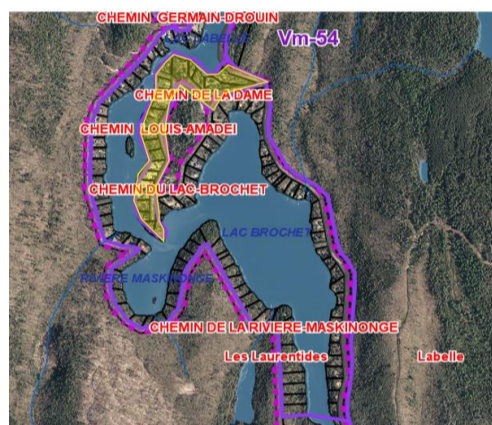 CHEMIN GERMAIN-DROUIN
Vm-54
CHEMIN DE LA DAME
CHEMIN LOUIS-AMADEI
CHEMIN DU LAC-BROCHET
LAC BROCHET
RIVIERE MASKINONGE
CHEMIN DE LA RIVIERE-MASKINONGE
Les Laurentides
Labelle